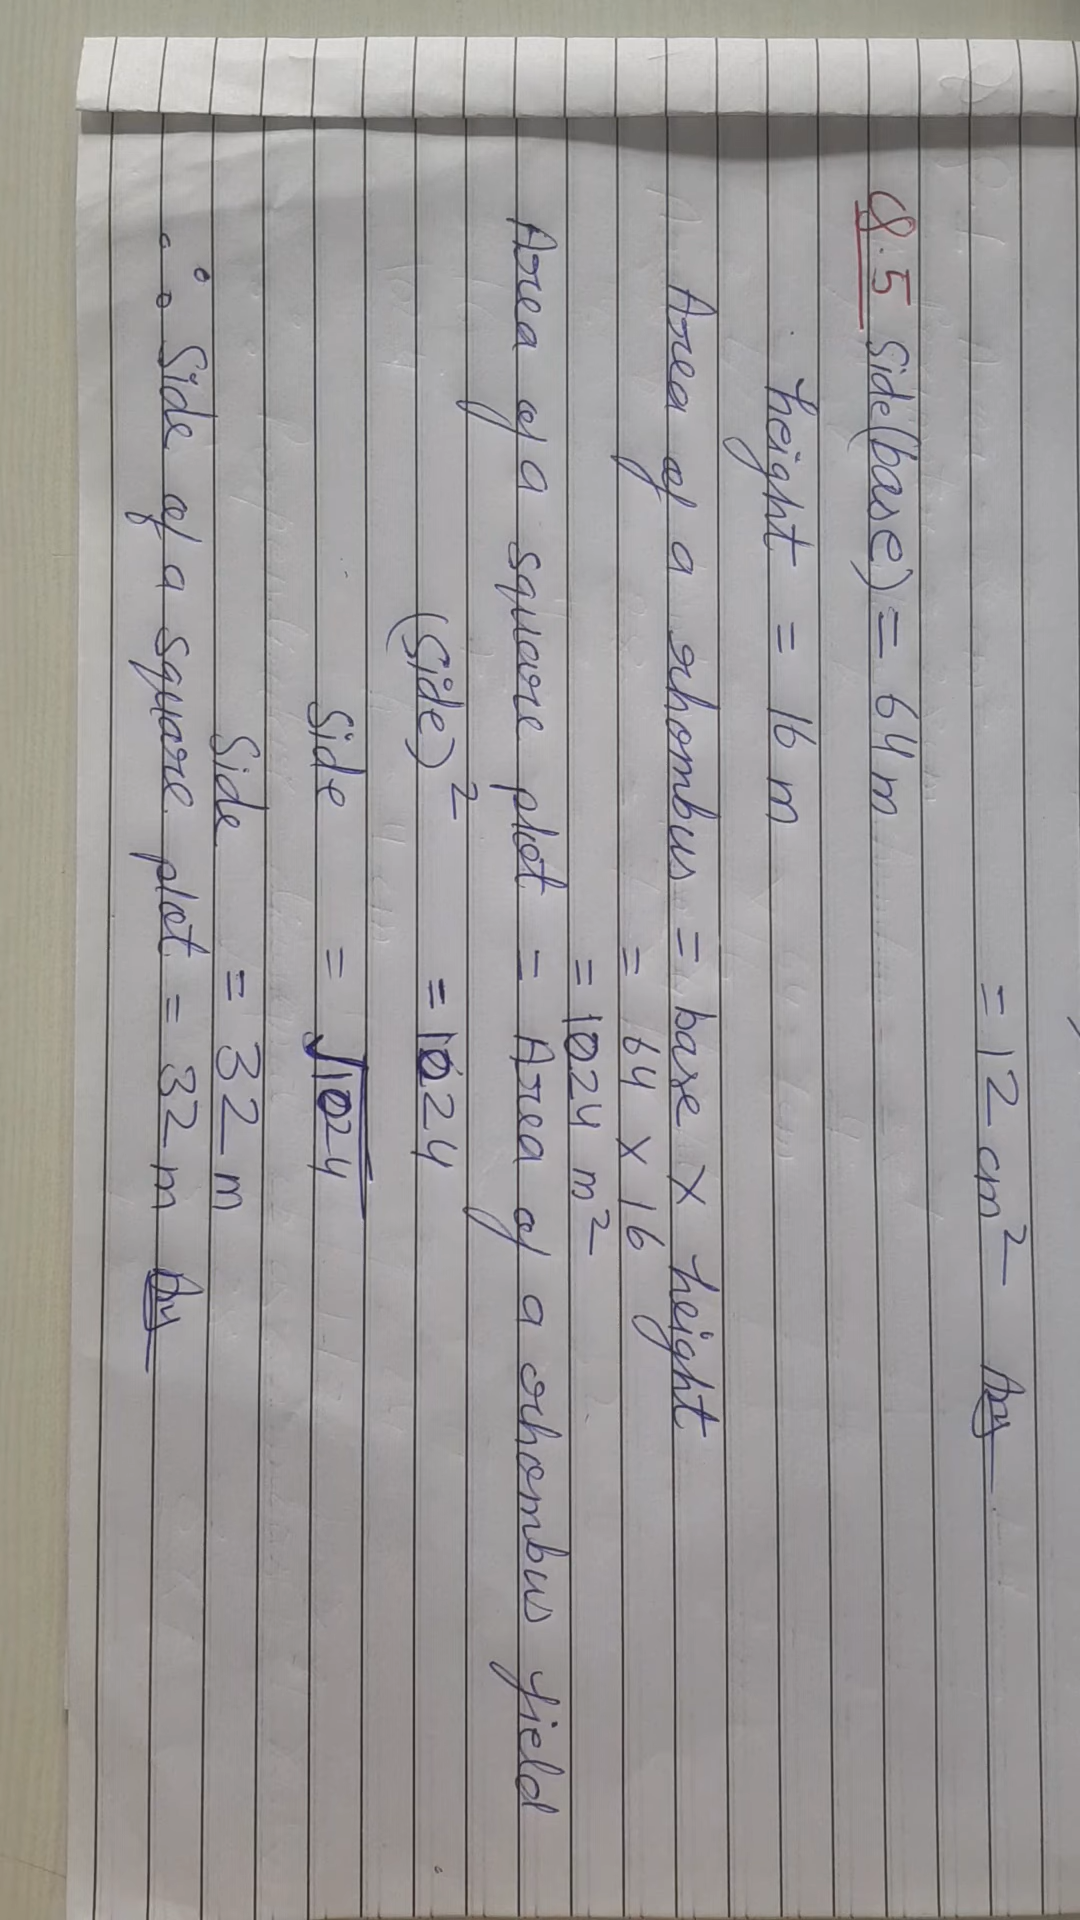 = 12 cm² Ans
Q.5 Side(base) = 64 m
height = 16 m
Area of a rhombus = base × height
= 64 × 16
= 1024 m²
Area of a square plot = Area of a rhombus field
(Side)² = 1024
Side = √1024
Side = 32 m
∴ Side of a square plot = 32 m Ans